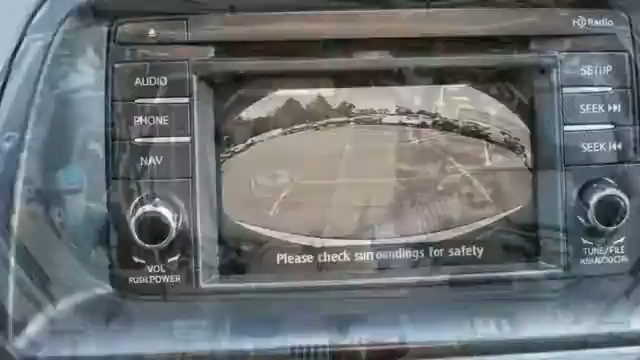 HD Radio
AUDIO
SETUP
PHONE
SEEK
NAV
SEEK
Please check surroundings for safety
VOL
PUSH POWER
TUNE/FILE